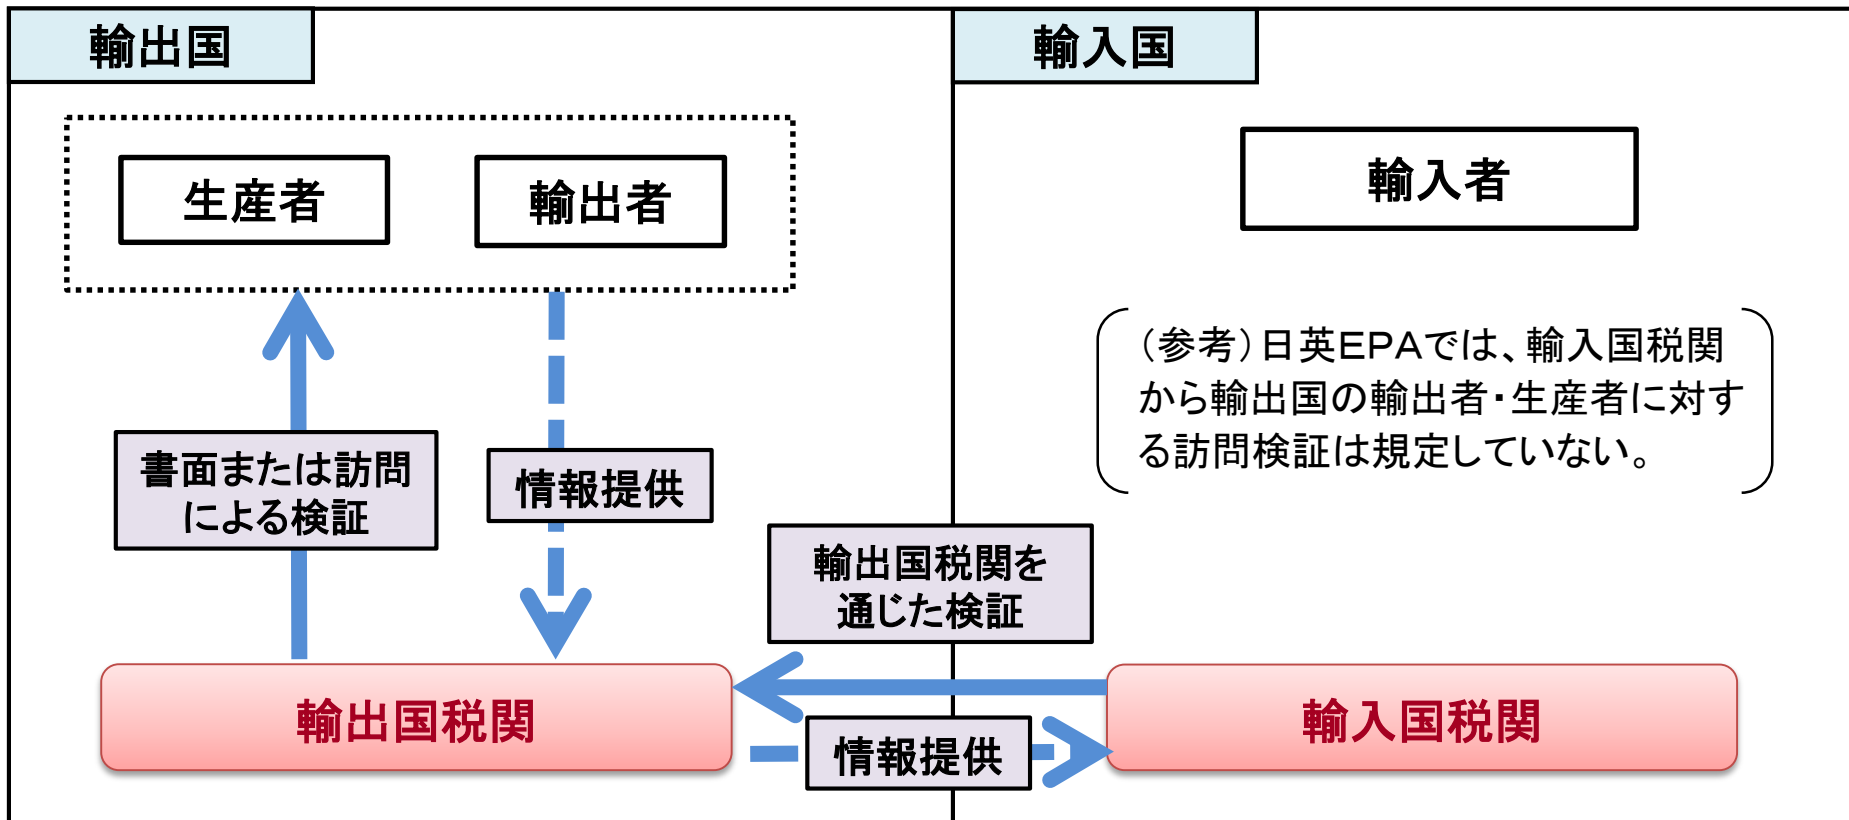 輸出国
輸入国
生産者
輸出者
輸入者
(参考)日英EPAでは、輸入国税関
から輸出国の輸出者・生産者に対す
る訪問検証は規定していない。
書面または訪問
による検証
情報提供
輸出国税関を
通じた検証
輸出国税関
情報提供
輸入国税関